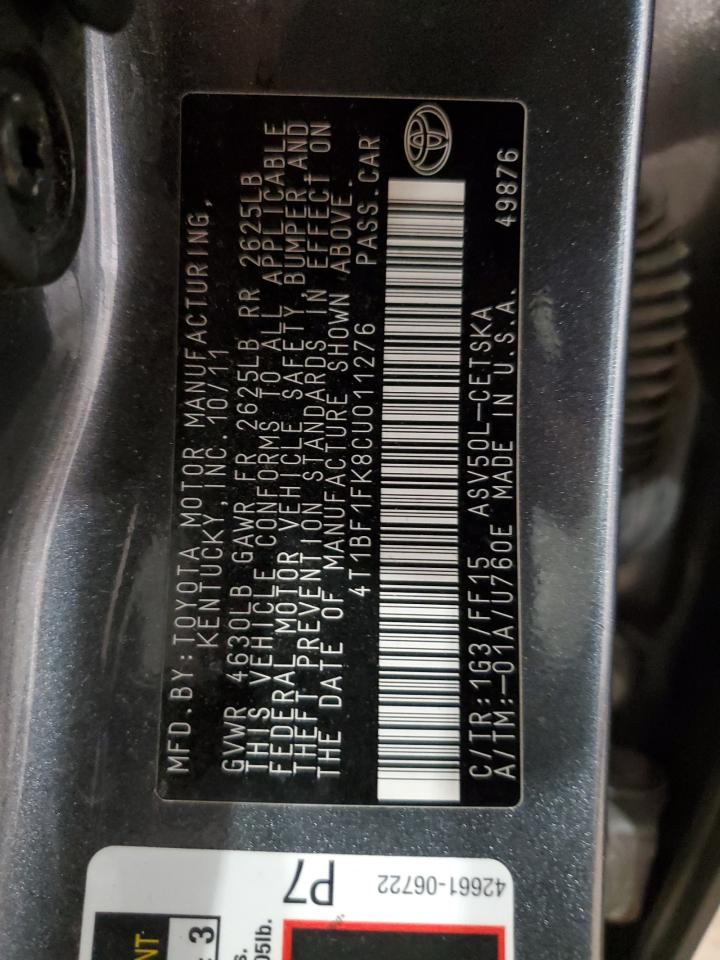 MFD.BY:TOYOTA MOTOR MANUFACTURING,
KENTUCKY, INC. 10/11
GVWR 4630LB GAWR FR 2625LB RR 2625LB
THIS VEHICLE CONFORMS TO ALL APPLICABLE
FEDERAL MOTOR VEHICLE SAFETY, BUMPER AND
THEFT PREVENTION STANDARDS IN EFFECT ON
THE DATE OF MANUFACTURE SHOWN ABOVE.
4T1BF1FK8CU011276 PASS.CAR
C/TR:1G3/FF15 ASV50L-CETSKA
A/TM:-01A/U760E MADE IN U.S.A. 49876
42661-06722
P7
3
05lb.